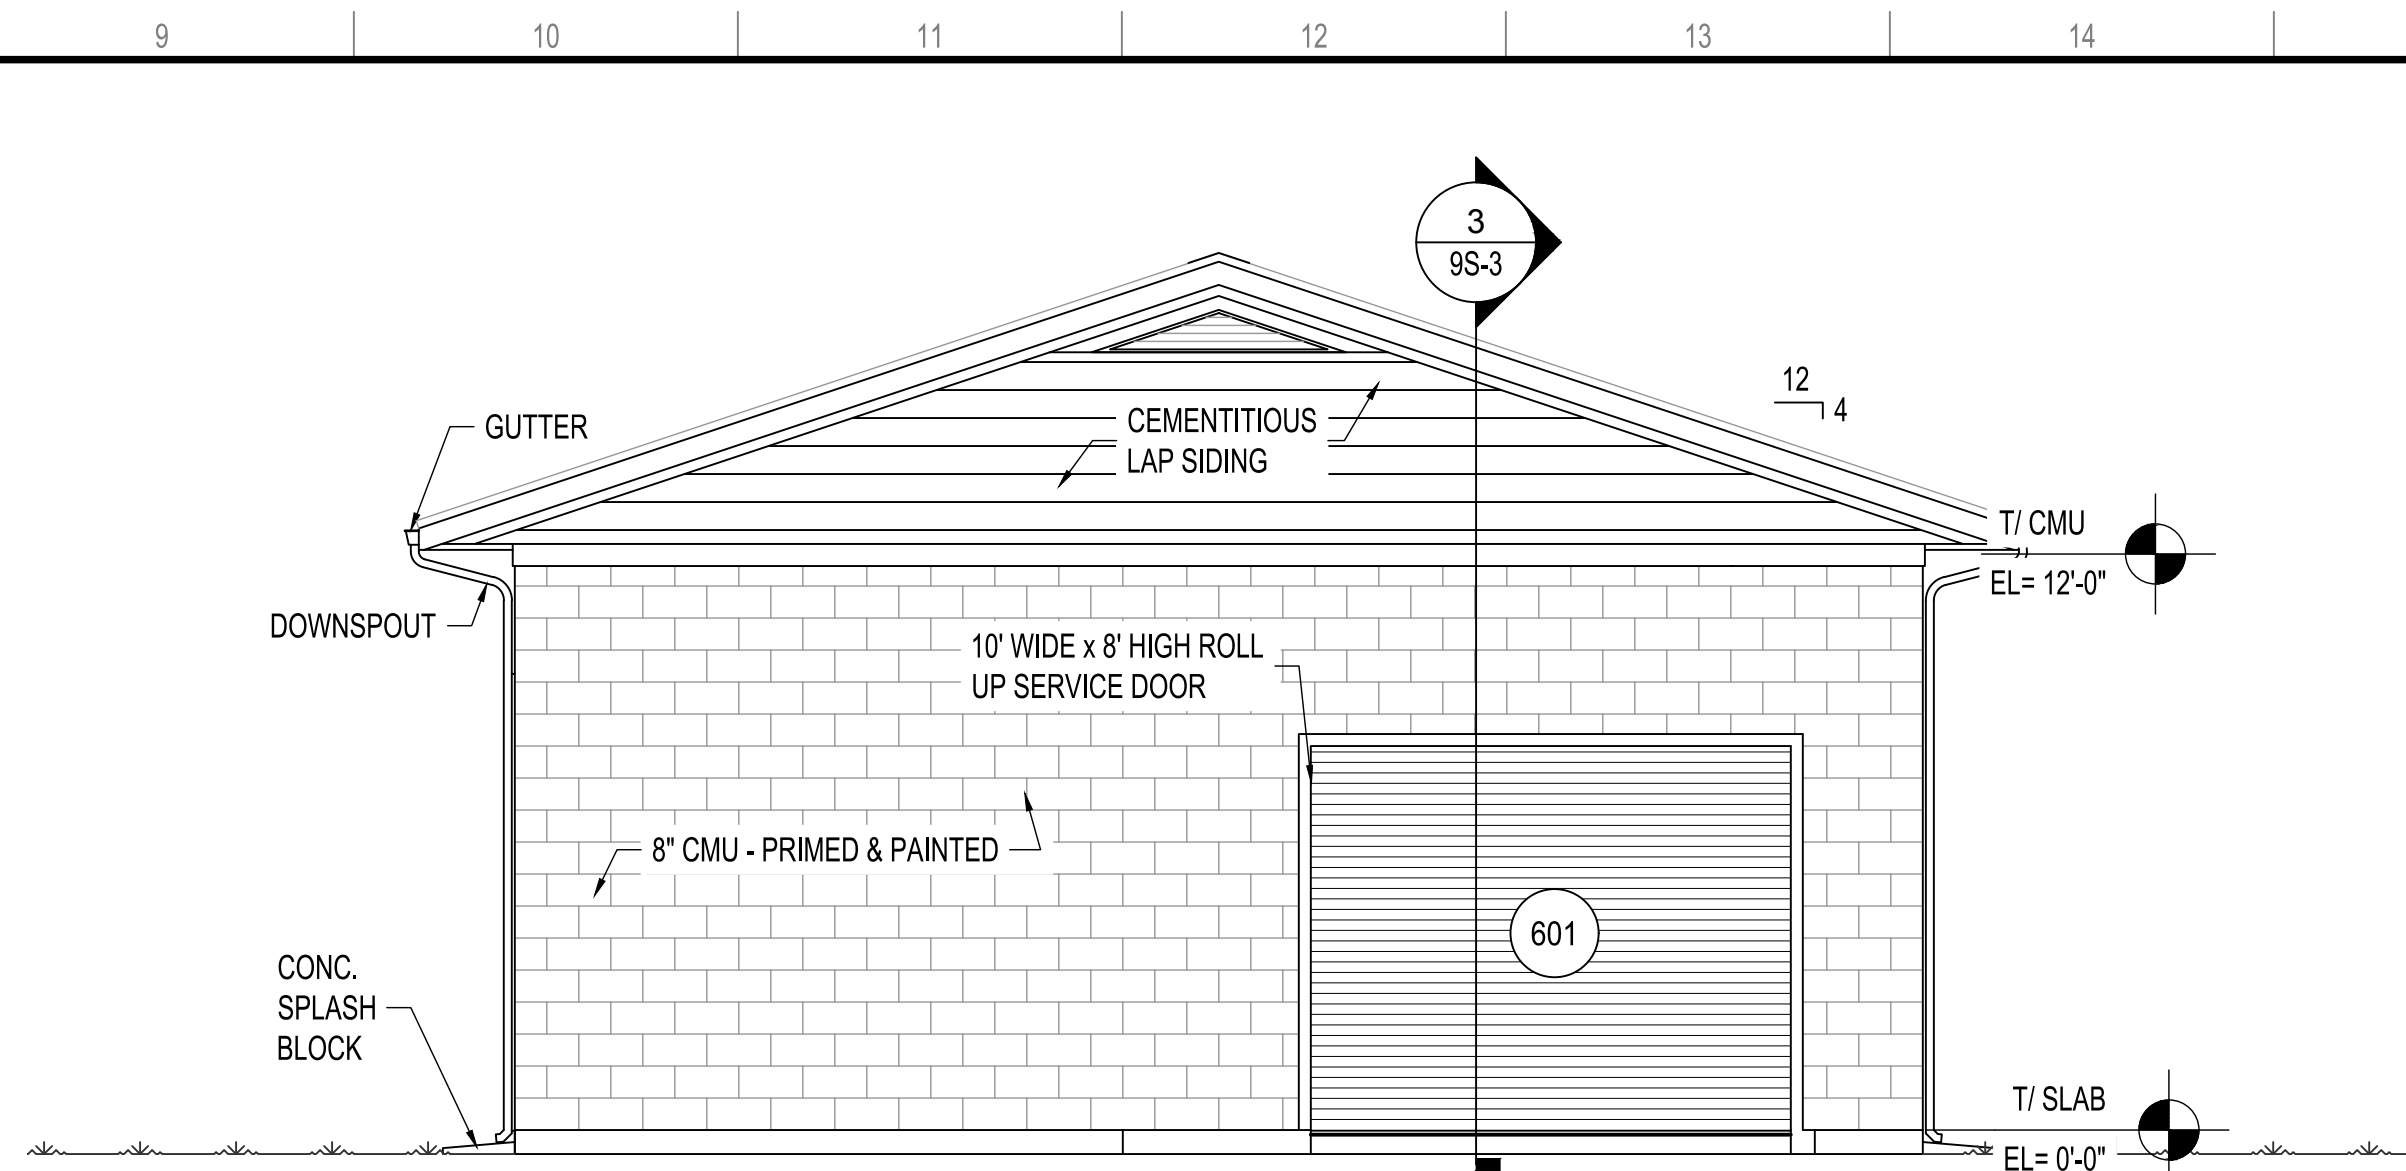 9 10 11 12 13 14
3
9S-3
12
4
GUTTER
CEMENTITIOUS
LAP SIDING
T/ CMU
EL= 12'-0"
DOWNSPOUT
10' WIDE x 8' HIGH ROLL
UP SERVICE DOOR
8" CMU - PRIMED & PAINTED
601
CONC.
SPLASH
BLOCK
T/ SLAB
EL= 0'-0"